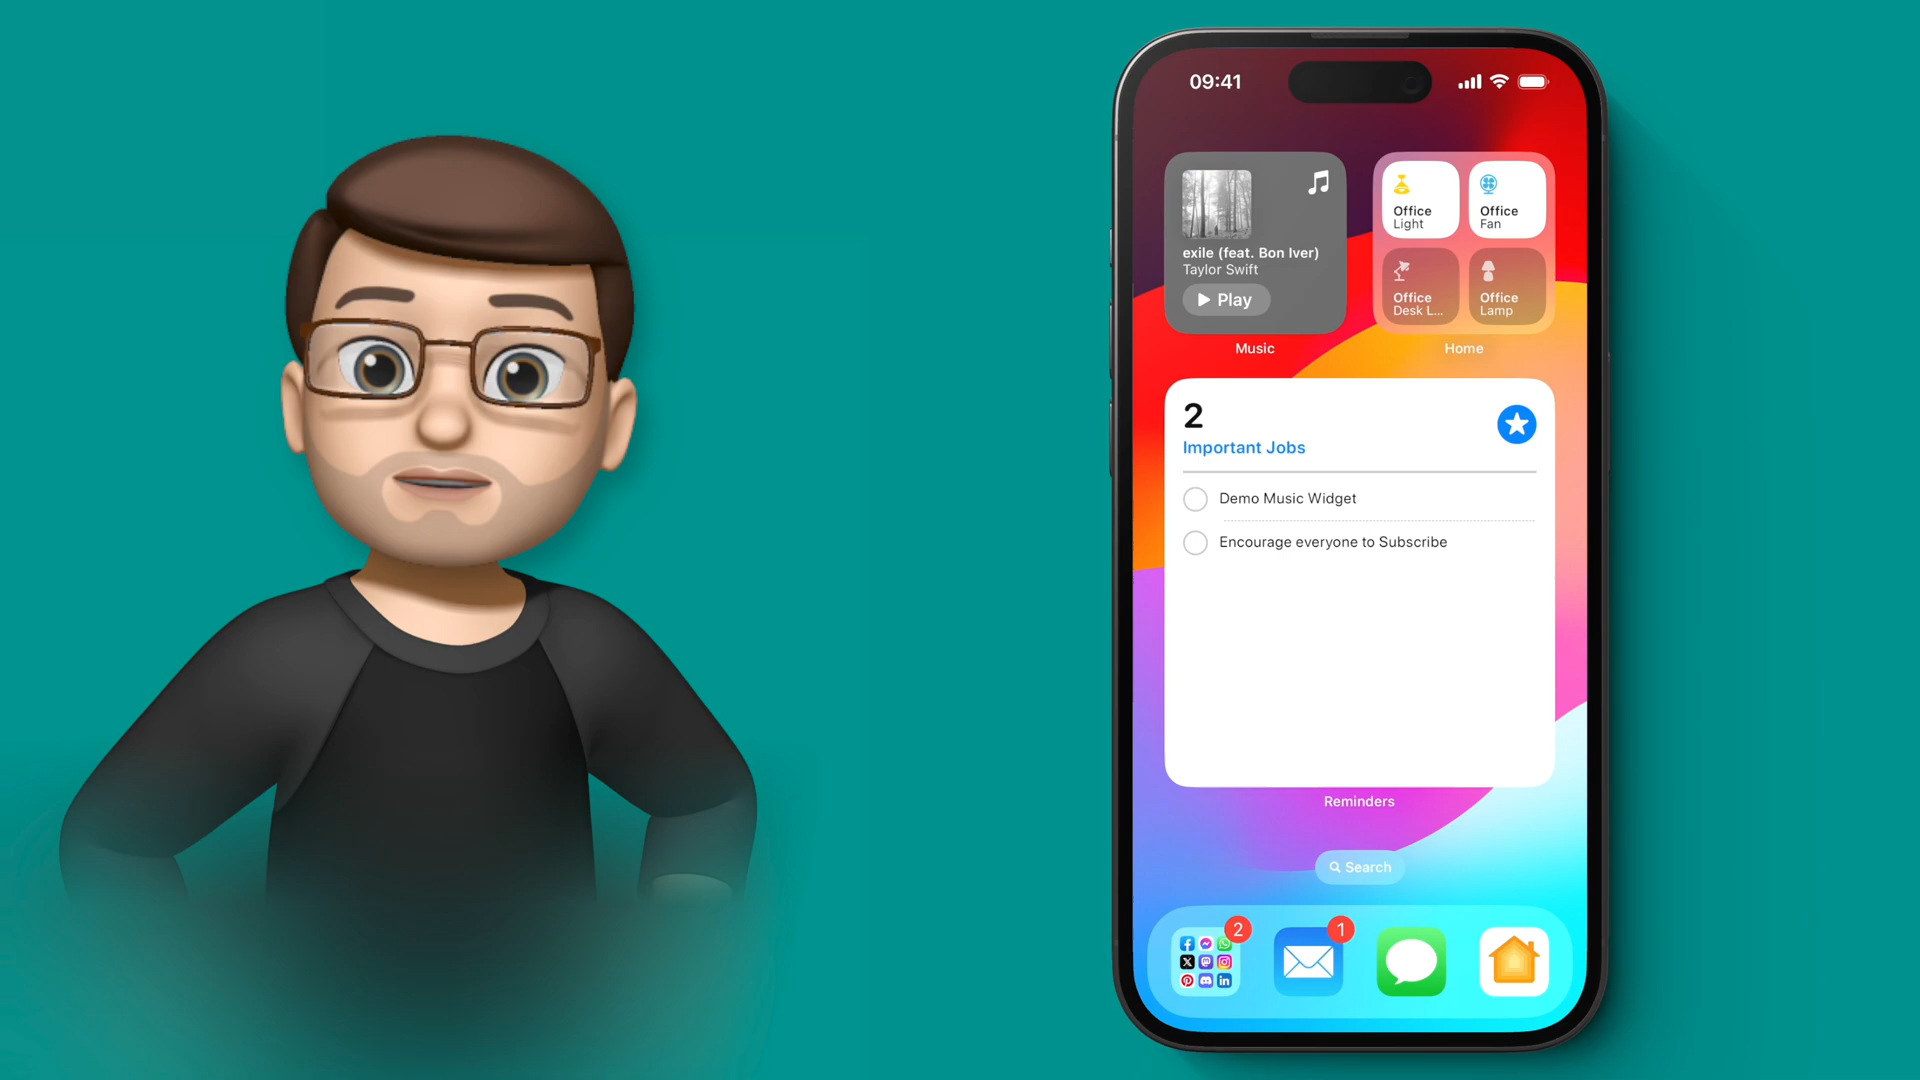 09:41
exile (feat. Bon Iver)
Taylor Swift
Play
Music
Office
Light
Office
Fan
Office
Desk L...
Office
Lamp
Home
2
Important Jobs
Demo Music Widget
Encourage everyone to Subscribe
Reminders
Search
2
1